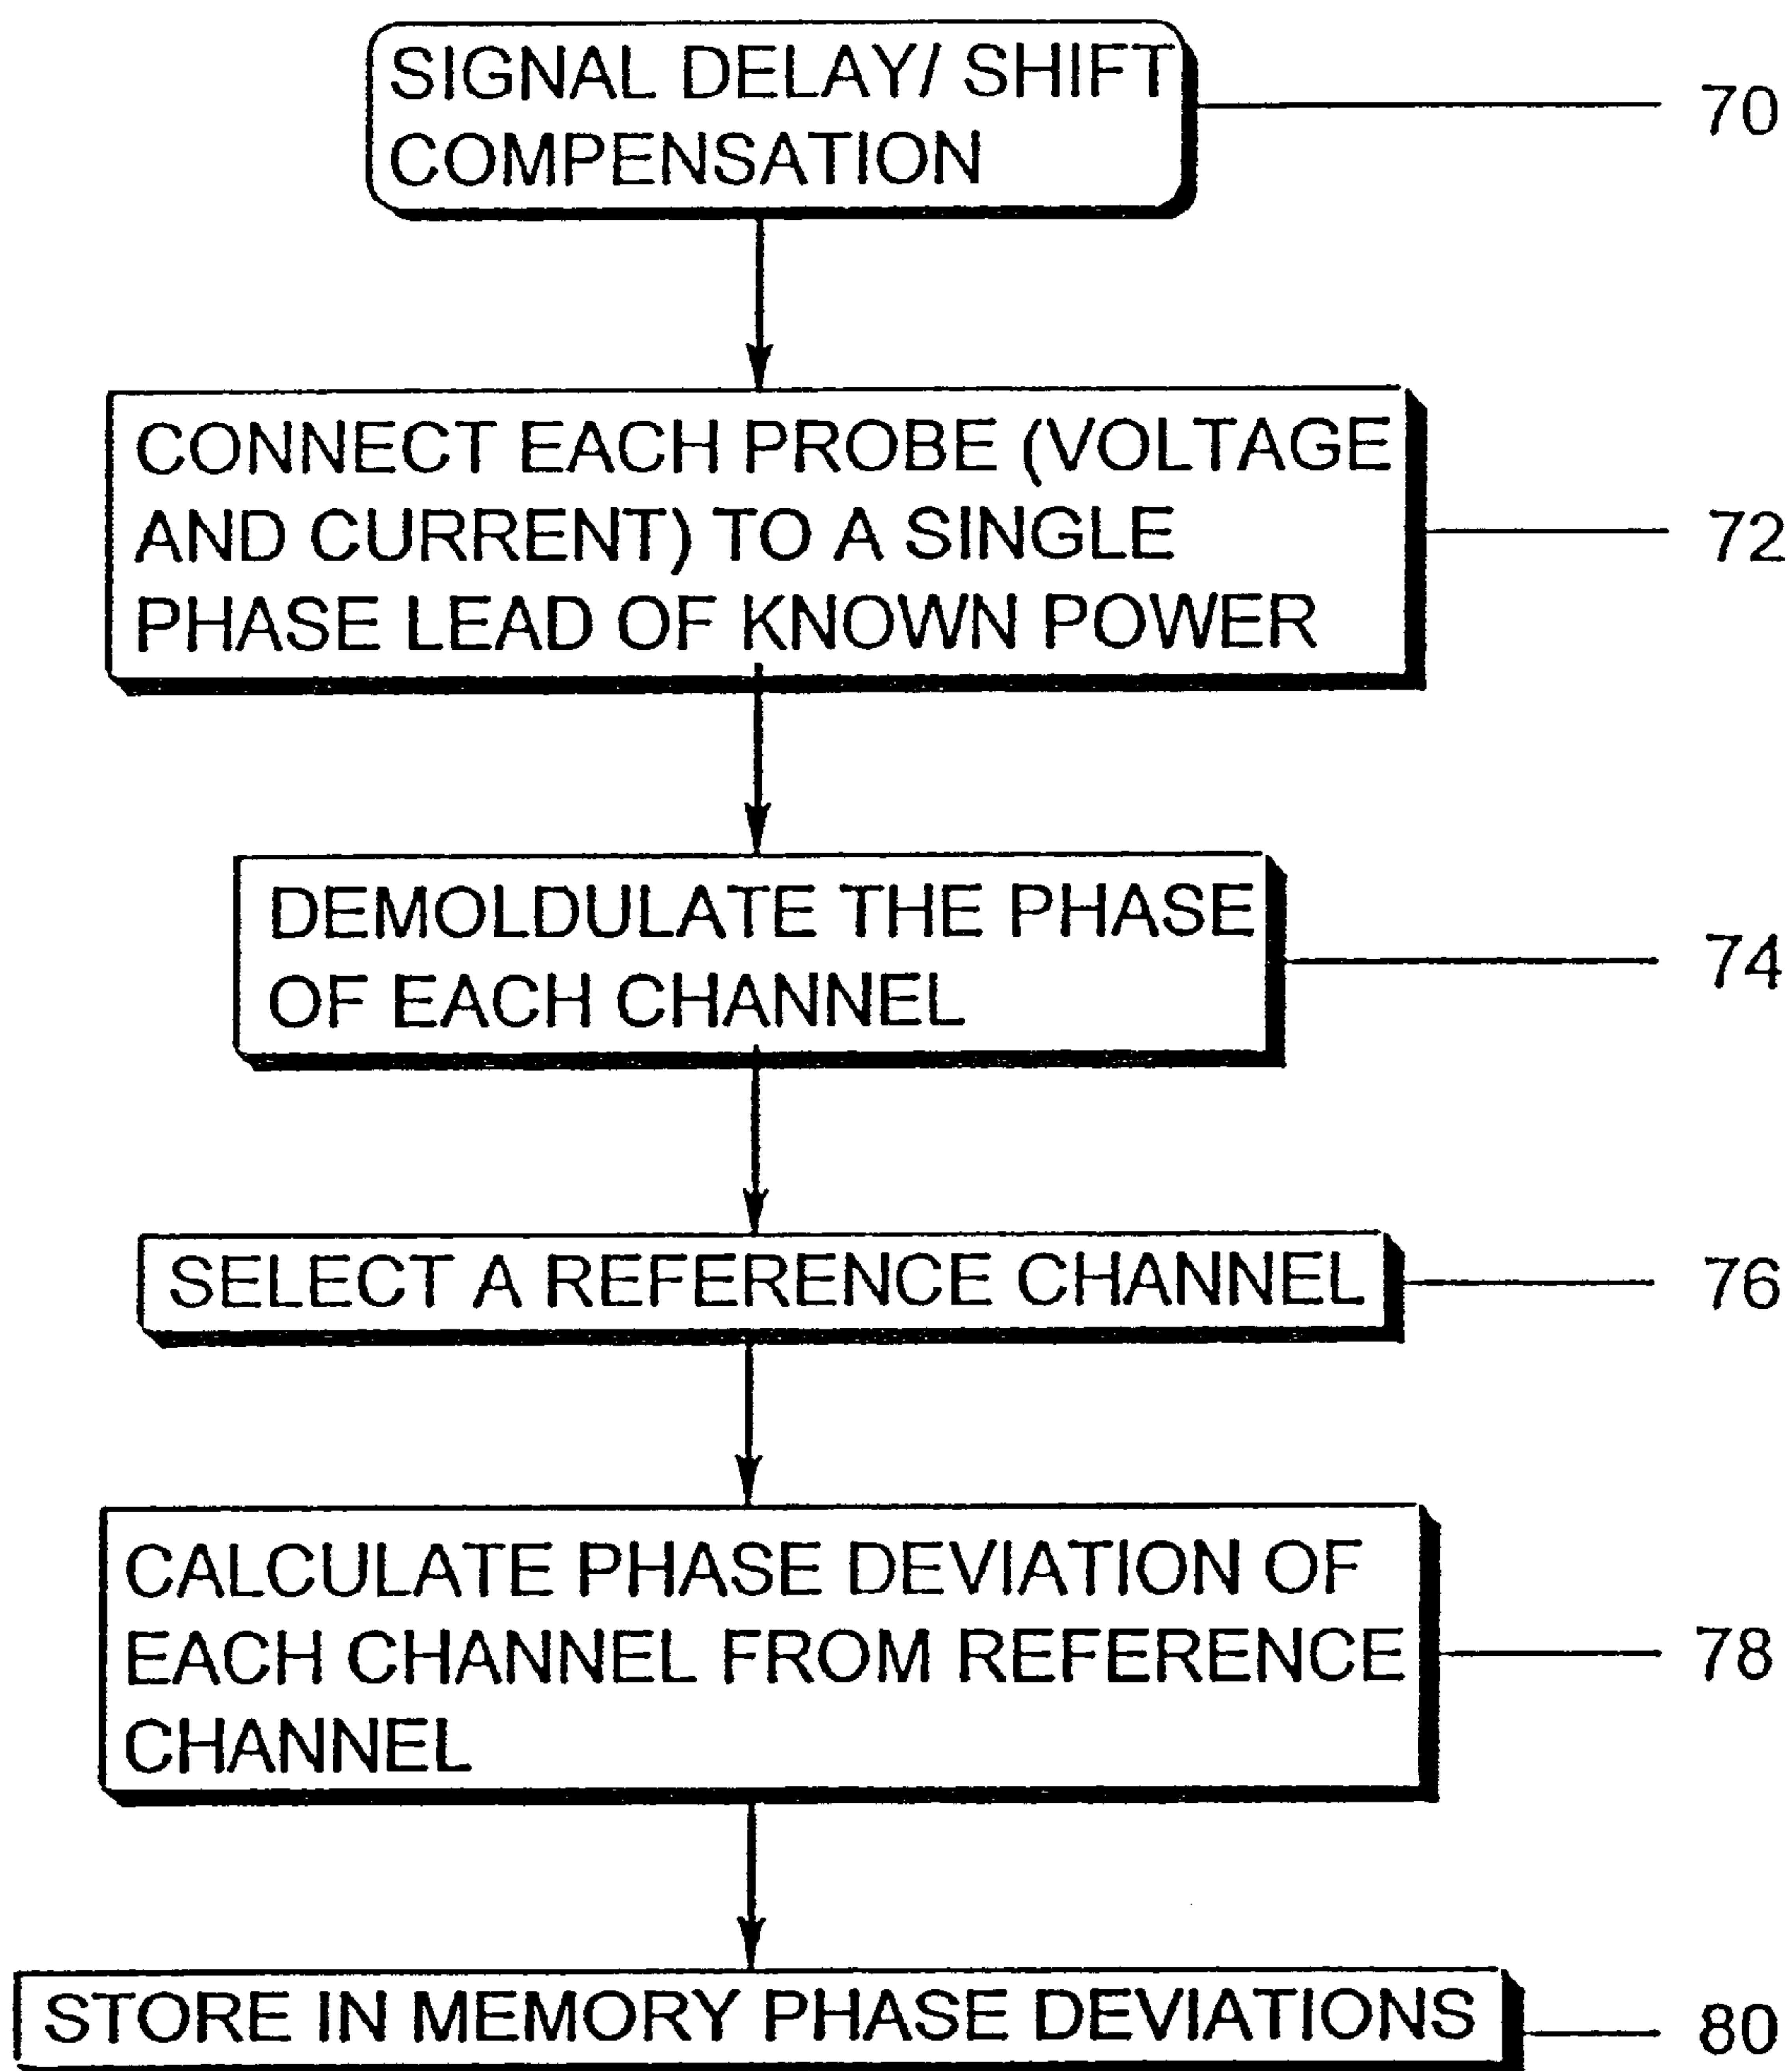 SIGNAL DELAY/ SHIFT
COMPENSATION
70
CONNECT EACH PROBE (VOLTAGE
AND CURRENT) TO A SINGLE
PHASE LEAD OF KNOWN POWER
72
DEMOLDULATE THE PHASE
OF EACH CHANNEL
74
SELECT A REFERENCE CHANNEL
76
CALCULATE PHASE DEVIATION OF
EACH CHANNEL FROM REFERENCE
CHANNEL
78
STORE IN MEMORY PHASE DEVIATIONS
80